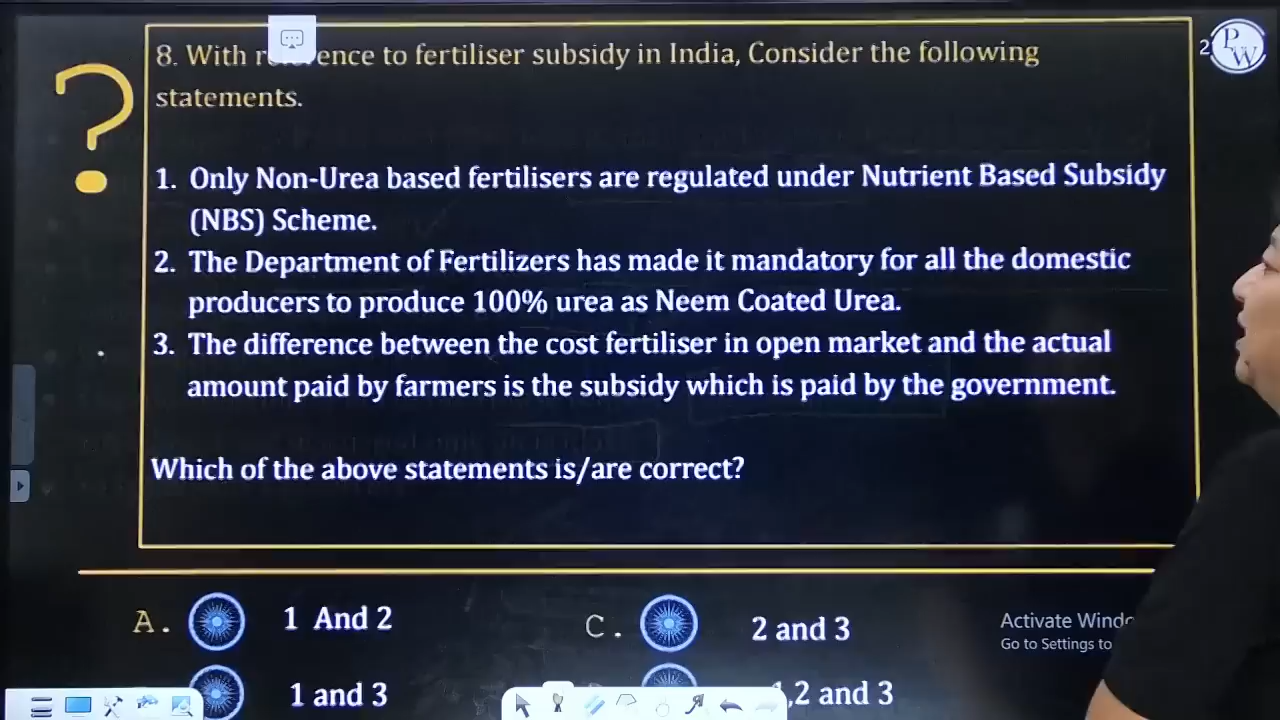 8. With re ence to fertiliser subsidy in India, Consider the following
statements.
1. Only Non-Urea based fertilisers are regulated under Nutrient Based Subsidy
(NBS) Scheme.
2. The Department of Fertilizers has made it mandatory for all the domestic
producers to produce 100% urea as Neem Coated Urea.
3. The difference between the cost fertiliser in open market and the actual
amount paid by farmers is the subsidy which is paid by the government.
Which of the above statements is/are correct?
A. 1 And 2
C. 2 and 3
1 and 3
,2 and 3
?
2
PW
Activate Windo
Go to Settings to